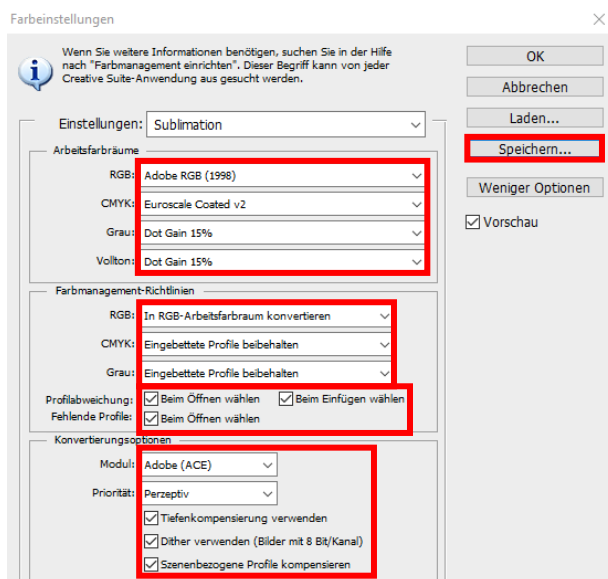 Farbeinstellungen
Wenn Sie weitere Informationen benötigen, suchen Sie in der Hilfe
nach "Farbmanagement einrichten". Dieser Begriff kann von jeder
Creative Suite-Anwendung aus gesucht werden.
OK
Abbrechen
Laden...
Speichern...
Weniger Optionen
Vorschau
Einstellungen: Sublimation
Arbeitsfarbräume
RGB: Adobe RGB (1998)
CMYK: Euroscale Coated v2
Grau: Dot Gain 15%
Vollton: Dot Gain 15%
Farbmanagement-Richtlinien
RGB: In RGB-Arbeitsfarbraum konvertieren
CMYK: Eingebettete Profile beibehalten
Grau: Eingebettete Profile beibehalten
Profilabweichung: Beim Öffnen wählen Beim Einfügen wählen
Fehlende Profile: Beim Öffnen wählen
Konvertierungsoptionen
Modul: Adobe (ACE)
Priorität: Perzeptiv
Tiefenkompensierung verwenden
Dither verwenden (Bilder mit 8 Bit/Kanal)
Szenenbezogene Profile kompensieren